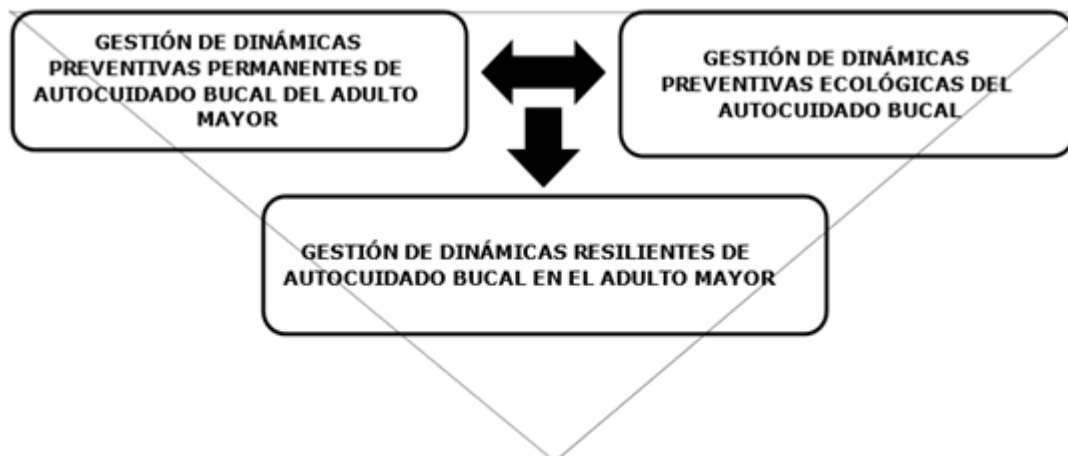 GESTIÓN DE DINÁMICAS
PREVENTIVAS PERMANENTES DE
AUTOCUIDADO BUCAL DEL ADULTO
MAYOR
GESTIÓN DE DINÁMICAS
PREVENTIVAS ECOLÓGICAS DEL
AUTOCUIDADO BUCAL
GESTIÓN DE DINÁMICAS RESILIENTES DE
AUTOCUIDADO BUCAL EN EL ADULTO MAYOR